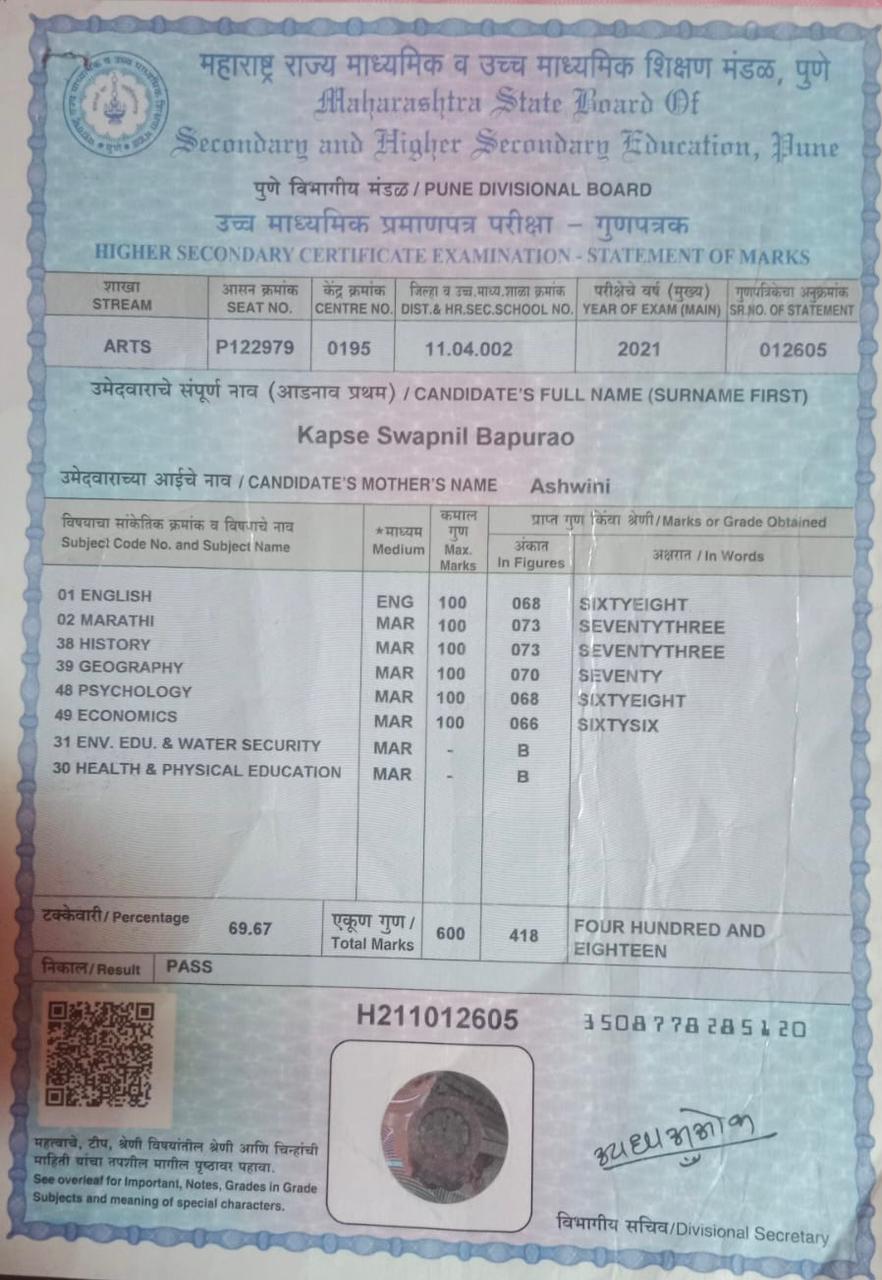 महाराष्ट्र राज्य माध्यमिक व उच्च माध्यमिक शिक्षण मंडळ, पुणे
Maharashtra State Board Of
Secondary and Higher Secondary Education, Pune
पुणे विभागीय मंडळ / PUNE DIVISIONAL BOARD
उच्च माध्यमिक प्रमाणपत्र परीक्षा – गुणपत्रक
HIGHER SECONDARY CERTIFICATE EXAMINATION - STATEMENT OF MARKS
शाखा आसन क्रमांक केंद्र क्रमांक जिल्हा व उच्च.माध्य.शाळा क्रमांक परीक्षेचे वर्ष (मुख्य) गुणपत्रिकेचा अनुक्रमांक
STREAM SEAT NO. CENTRE NO. DIST.& HR.SEC.SCHOOL NO. YEAR OF EXAM (MAIN) SR.NO. OF STATEMENT
ARTS P122979 0195 11.04.002 2021 012605
उमेदवाराचे संपूर्ण नाव (आडनाव प्रथम) / CANDIDATE'S FULL NAME (SURNAME FIRST)
Kapse Swapnil Bapurao
उमेदवाराच्या आईचे नाव / CANDIDATE'S MOTHER'S NAME Ashwini
विषयाचा सांकेतिक क्रमांक व विषयाचे नाव
Subject Code No. and Subject Name
*माध्यम
Medium
कमाल
गुण
Max.
Marks
प्राप्त गुण किंवा श्रेणी/Marks or Grade Obtained
अंकात
In Figures
अक्षरात / In Words
01 ENGLISH ENG 100 068 SIXTYEIGHT
02 MARATHI MAR 100 073 SEVENTYTHREE
38 HISTORY MAR 100 073 SEVENTYTHREE
39 GEOGRAPHY MAR 100 070 SEVENTY
48 PSYCHOLOGY MAR 100 068 SIXTYEIGHT
49 ECONOMICS MAR 100 066 SIXTYSIX
31 ENV. EDU. & WATER SECURITY MAR - B
30 HEALTH & PHYSICAL EDUCATION MAR - B
टक्केवारी/ Percentage 69.67
एकूण गुण /
Total Marks
600 418 FOUR HUNDRED AND
EIGHTEEN
निकाल/ Result PASS
H211012605
1508778285120
महत्वाचे, टीप, श्रेणी विषयांतील श्रेणी आणि चिन्हांची
माहिती यांचा तपशील मागील पृष्ठावर पहावा.
See overleaf for Important, Notes, Grades in Grade
Subjects and meaning of special characters.
विभागीय सचिव/Divisional Secretary